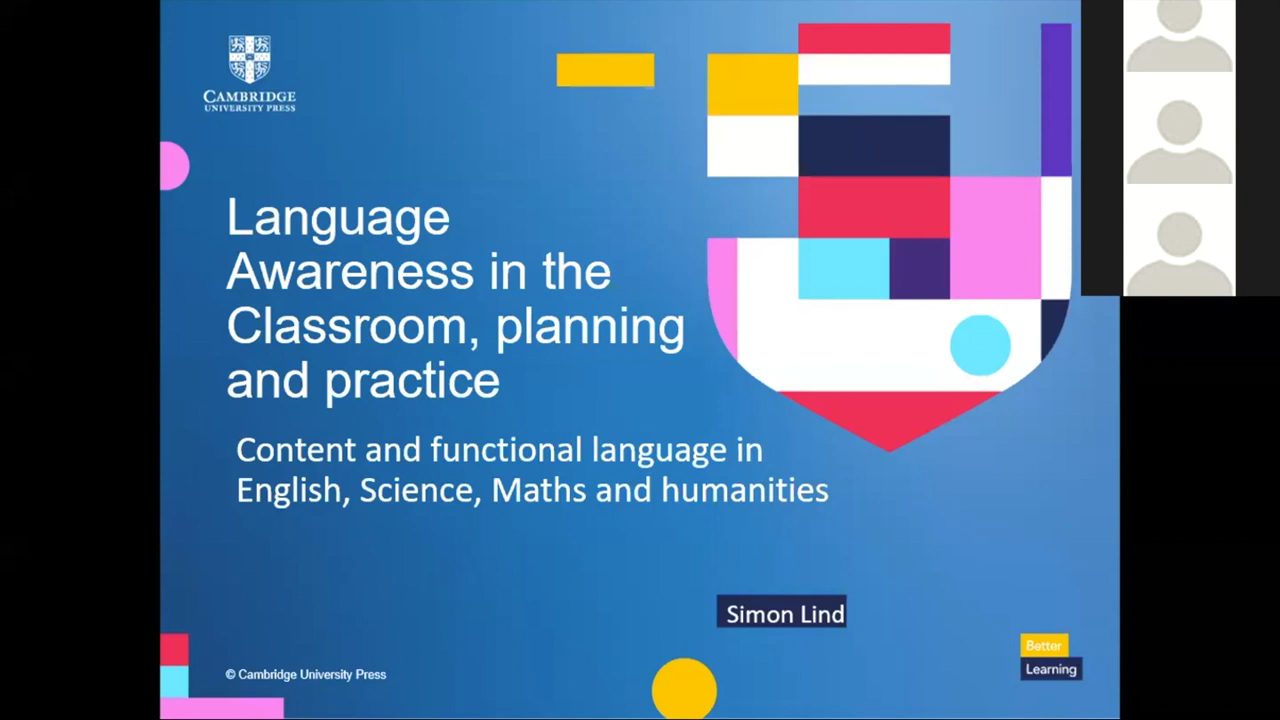 CAMBRIDGE
UNIVERSITY PRESS
Language
Awareness in the
Classroom, planning
and practice
Content and functional language in
English, Science, Maths and humanities
Simon Lind
© Cambridge University Press
Better
Learning